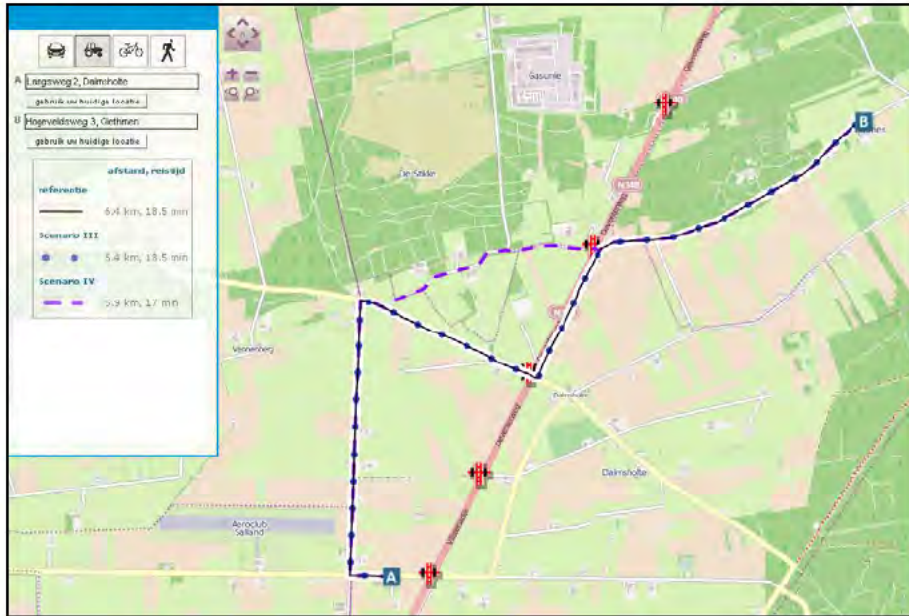 A Langsweg 2, Dalmsholte
gebruik uw huidige locatie
B Hogeveldsweg 3, Giethmen
gebruik uw huidige locatie
afstand, reistijd
referentie
6.4 km, 18.5 min
Scenario III
6.4 km, 18.5 min
Scenario IV
5.9 km, 17 min
Gasunie
B
De Stikke
N348
Vennenberg
Dalmsholte
Dalmsholte
Aeroclub
Salland
A